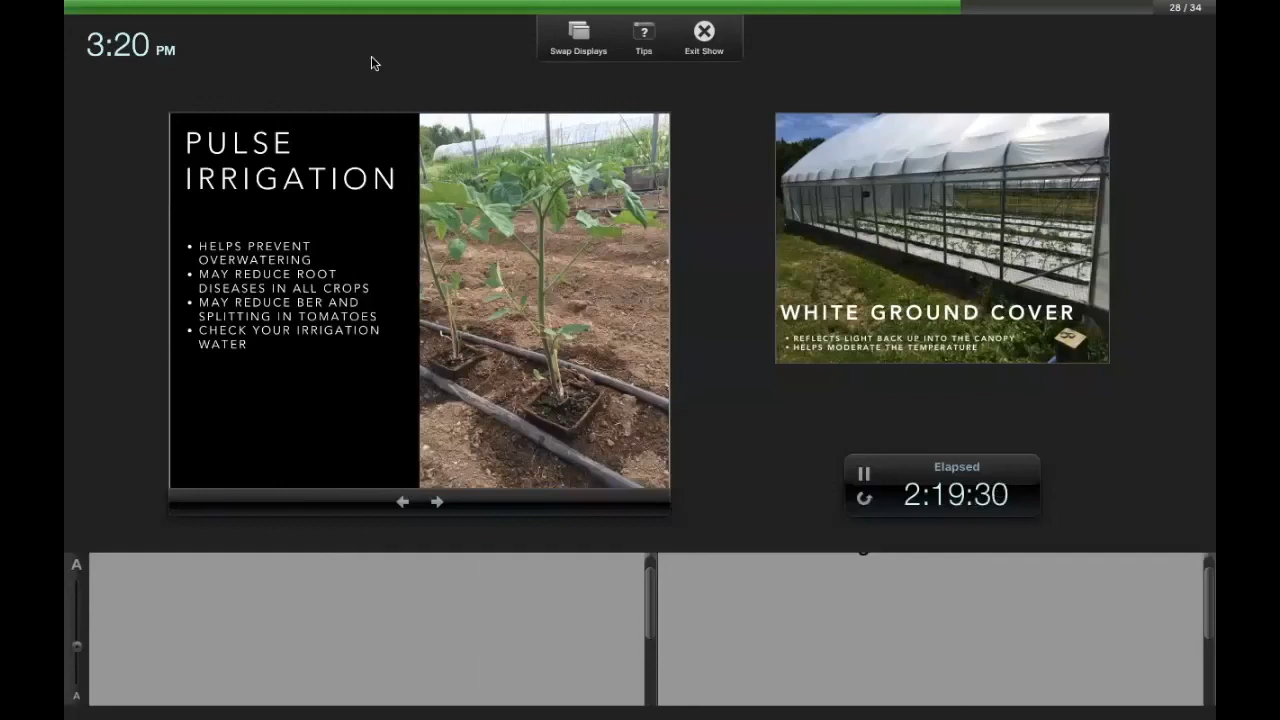 28 / 34
3:20 PM
Swap Displays
Tips
Exit Show
PULSE
IRRIGATION
• HELPS PREVENT
OVERWATERING
• MAY REDUCE ROOT
DISEASES IN ALL CROPS
• MAY REDUCE BER AND
SPLITTING IN TOMATOES
• CHECK YOUR IRRIGATION
WATER
WHITE GROUND COVER
• REFLECTS LIGHT BACK UP INTO THE CANOPY
• HELPS MODERATE THE TEMPERATURE
Elapsed
2:19:30
A
A